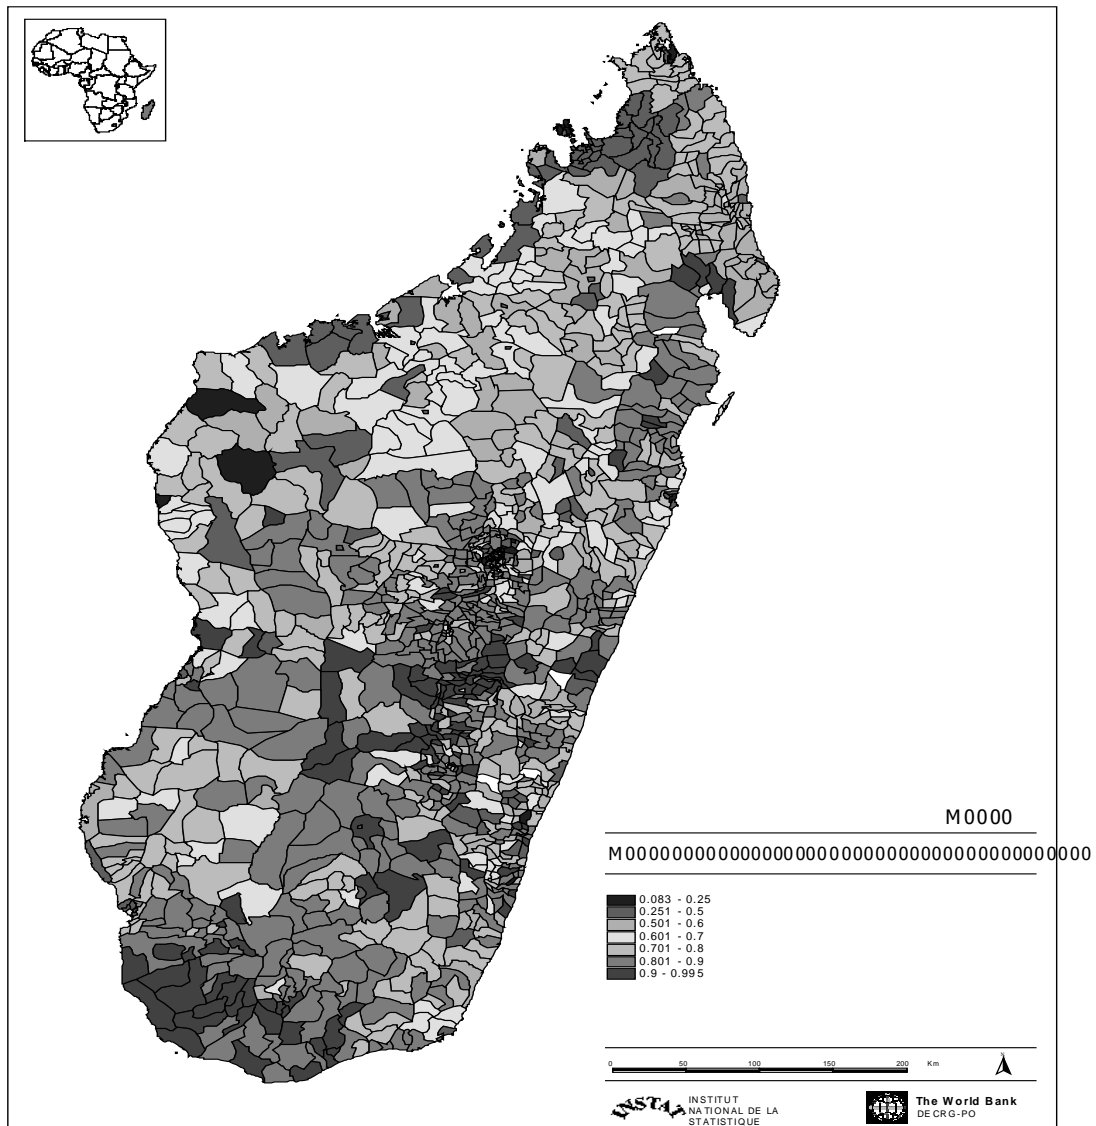 M0000
M0000000000000000000000000000000000000000
0.083 - 0.25
0.251 - 0.5
0.501 - 0.6
0.601 - 0.7
0.701 - 0.8
0.801 - 0.9
0.9 - 0.995
0 50 100 150 200 Km
INSTAT
INSTITUT
NATIONAL DE LA
STATISTIQUE
The World Bank
DECRG-PO